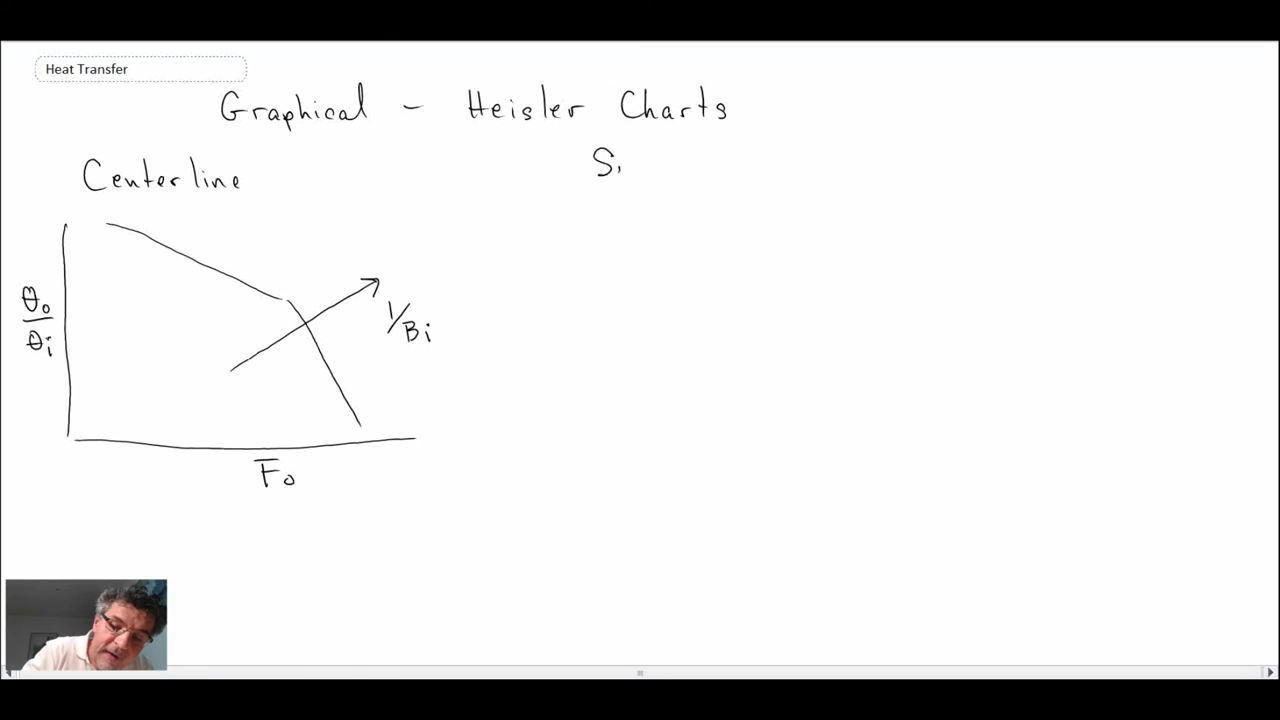 Heat Transfer
Graphical - Heisler Charts
Centerline
θo
θi
1/Bi
Fo